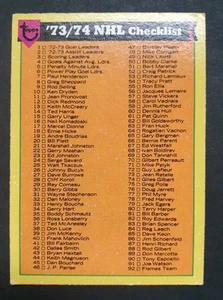 '73/74 NHL Checklist
1 '72-73 Goal Leaders
2 '72-73 Assist Leaders
3 Scoring Leaders
4 Goals Against Avg. Ldrs.
5 Penalty Minute Ldrs.
6 Power Play Goal Ldrs.
7 Paul Henderson
8 Gregg Sheppard
9 Rod Seiling
10 Ken Dryden
11 Jean Pronovost
12 Dick Redmond
13 Keith McCreary
14 Ted Harris
15 Garry Unger
16 Neil Komadoski
17 Marcel Dionne
18 Ernie Hicke
19 Andre Boudrias
20 Bill Flett
21 Marshall Johnston
22 Gerry Meehan
23 Ed Johnston
24 Serge Savard
25 Walt Tkaczuk
26 Johnny Bucyk
27 Dave Burrows
28 Cliff Koroll
29 Rey Comeau
30 Barry Gibbs
31 Wayne Stephenson
32 Dan Maloney
33 Henry Boucha
34 Gerry Hart
35 Bobby Schmautz
36 Ross Lonsberry
37 Ted McAneeley
38 Don Luce
39 Jim McKenny
40 Frank Mahovlich
41 Bill Fairbairn
42 Dallas Smith
43 Bryan Hextall
44 Keith Magnuson
45 Dan Bouchard
46 J.P. Parise
47 Barclay Plager
48 Mike Corrigan
49 Nick Libett
50 Bobby Clarke
51 Bert Marshall
52 Craig Patrick
53 Richard Lemieux
54 Tracy Pratt
55 Ron Ellis
56 Jacques Lemaire
57 Steve Vickers
58 Carol Vadnais
59 Jim Rutherford
60 Dennis Hull
61 Pat Quinn
62 Bill Goldsworthy
63 Fran Huck
64 Rogatien Vachon
65 Gary Bergman
66 Bernie Parent
67 Ed Westfall
68 Ivan Boldirev
69 Don Tannahill
70 Gilbert Perreault
71 Mike Pelyk
72 Guy Lafleur
73 Jean Ratelle
74 Gilles Gilbert
75 Greg Polis
76 Doug Jarrett
77 Phil Myre
78 Fred Harvey
79 Jack Egers
80 Terry Harper
81 Bill Barber
82 Roy Edwards
83 Brian Spencer
84 Reggie Leach
85 Dave Keon
86 Jim Schoenfeld
87 Henri Richard
88 Rod Gilbert
89 Don Marcotte
90 Tony Esposito
91 Joe Watson
92 Flames Team